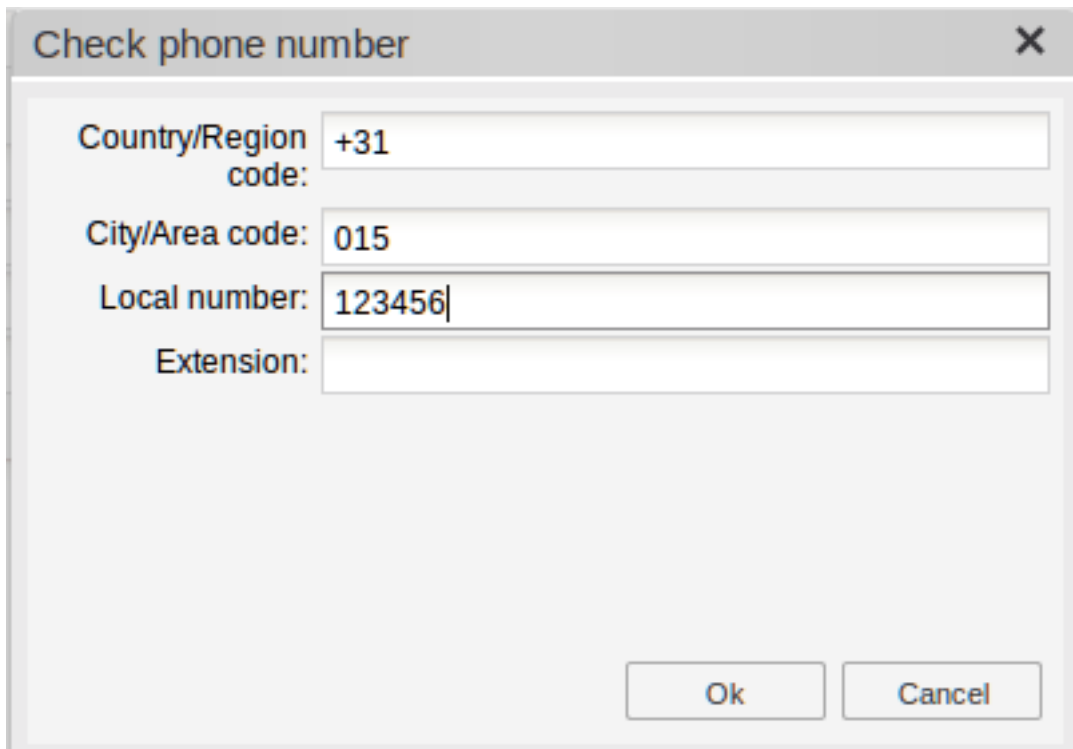 Check phone number
Country/Region +31
code:
City/Area code: 015
Local number: 123456
Extension:
Ok Cancel